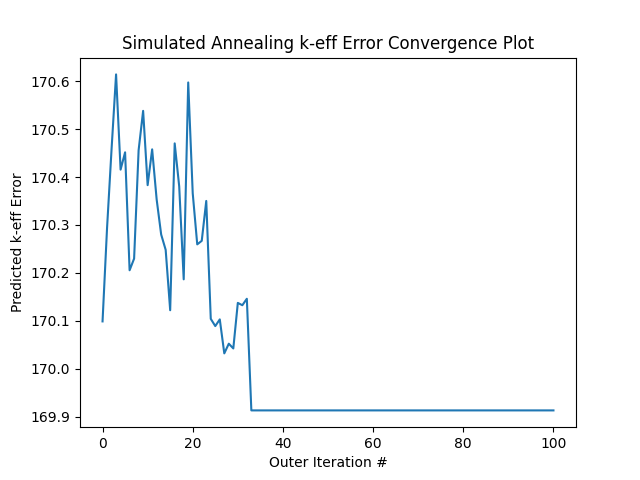 Simulated Annealing k-eff Error Convergence Plot
170.6
170.5
170.4
170.3
170.2
170.1
170.0
169.9
Predicted k-eff Error
0 20 40 60 80 100
Outer Iteration #